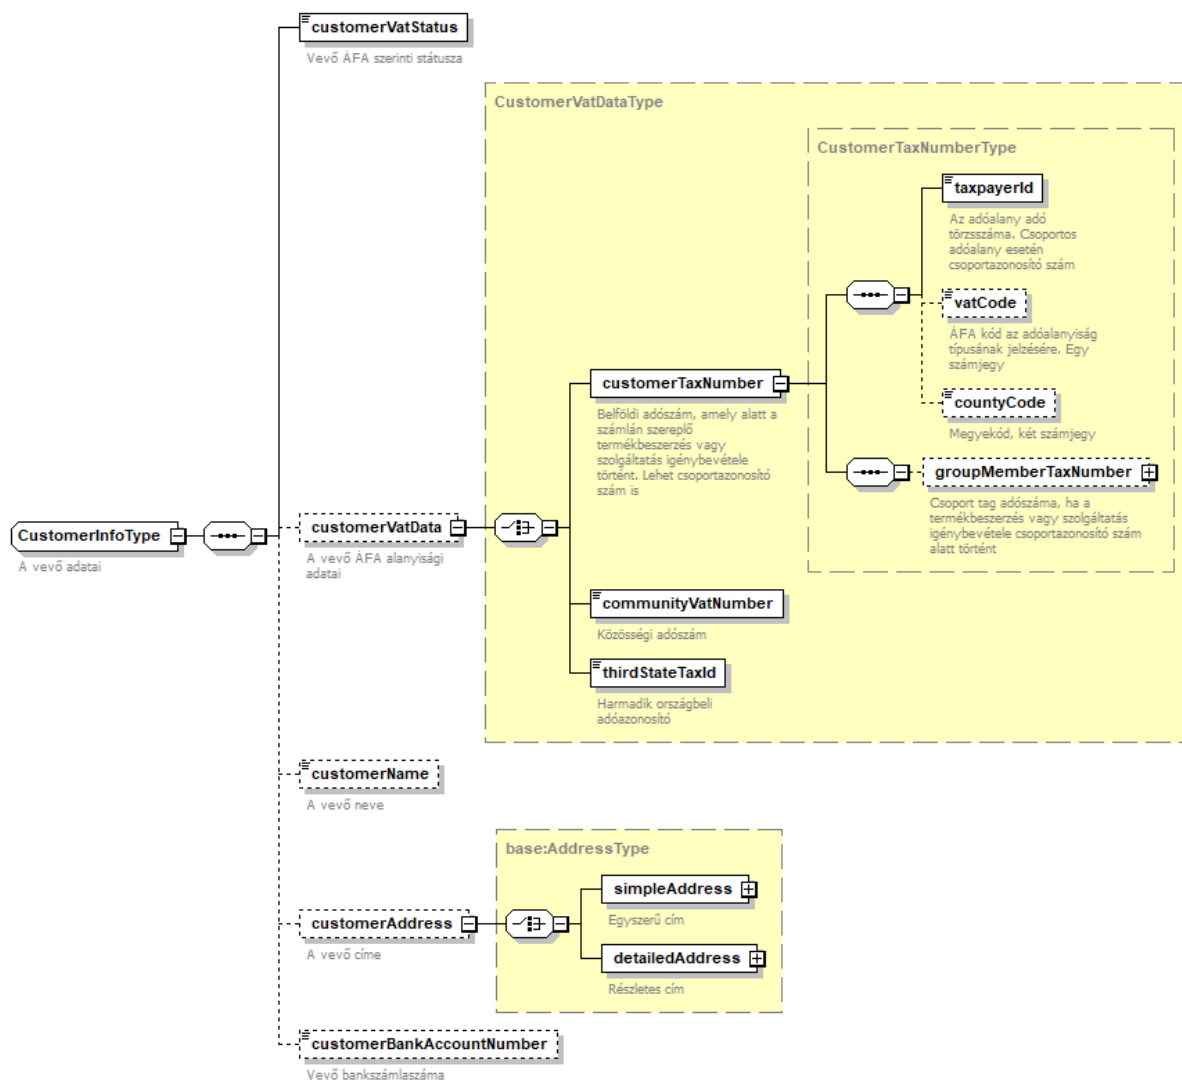 customerVatStatus
Vevő ÁFA szerinti státusza
CustomerVatDataType
CustomerTaxNumberType
taxpayerId
Az adóalany adó
törzsszáma. Csoportos
adóalany esetén
csoportazonosító szám
vatCode
ÁFA kód az adóalanyiság
típusának jelzésére. Egy
számjegy
countyCode
Megyekód, két számjegy
customerTaxNumber
Belföldi adószám, amely alatt a
számlán szereplő
termékbeszerzés vagy
szolgáltatás igénybevétele
történt. Lehet csoportazonosító
szám is
groupMemberTaxNumber
Csoport tag adószáma, ha a
termékbeszerzés vagy szolgáltatás
igénybevétele csoportazonosító szám
alatt történt
CustomerInfoType
A vevő adatai
customerVatData
A vevő ÁFA alanyisági
adatai
communityVatNumber
Közösségi adószám
thirdStateTaxId
Harmadik országbeli
adóazonosító
customerName
A vevő neve
base:AddressType
simpleAddress
Egyszerű cím
customerAddress
A vevő címe
detailedAddress
Részletes cím
customerBankAccountNumber
Vevő bankszámlaszáma